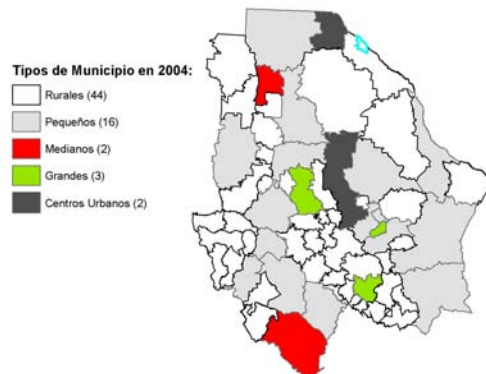 Tipos de Municipio en 2004:
Rurales (44)
Pequeños (16)
Medianos (2)
Grandes (3)
Centros Urbanos (2)